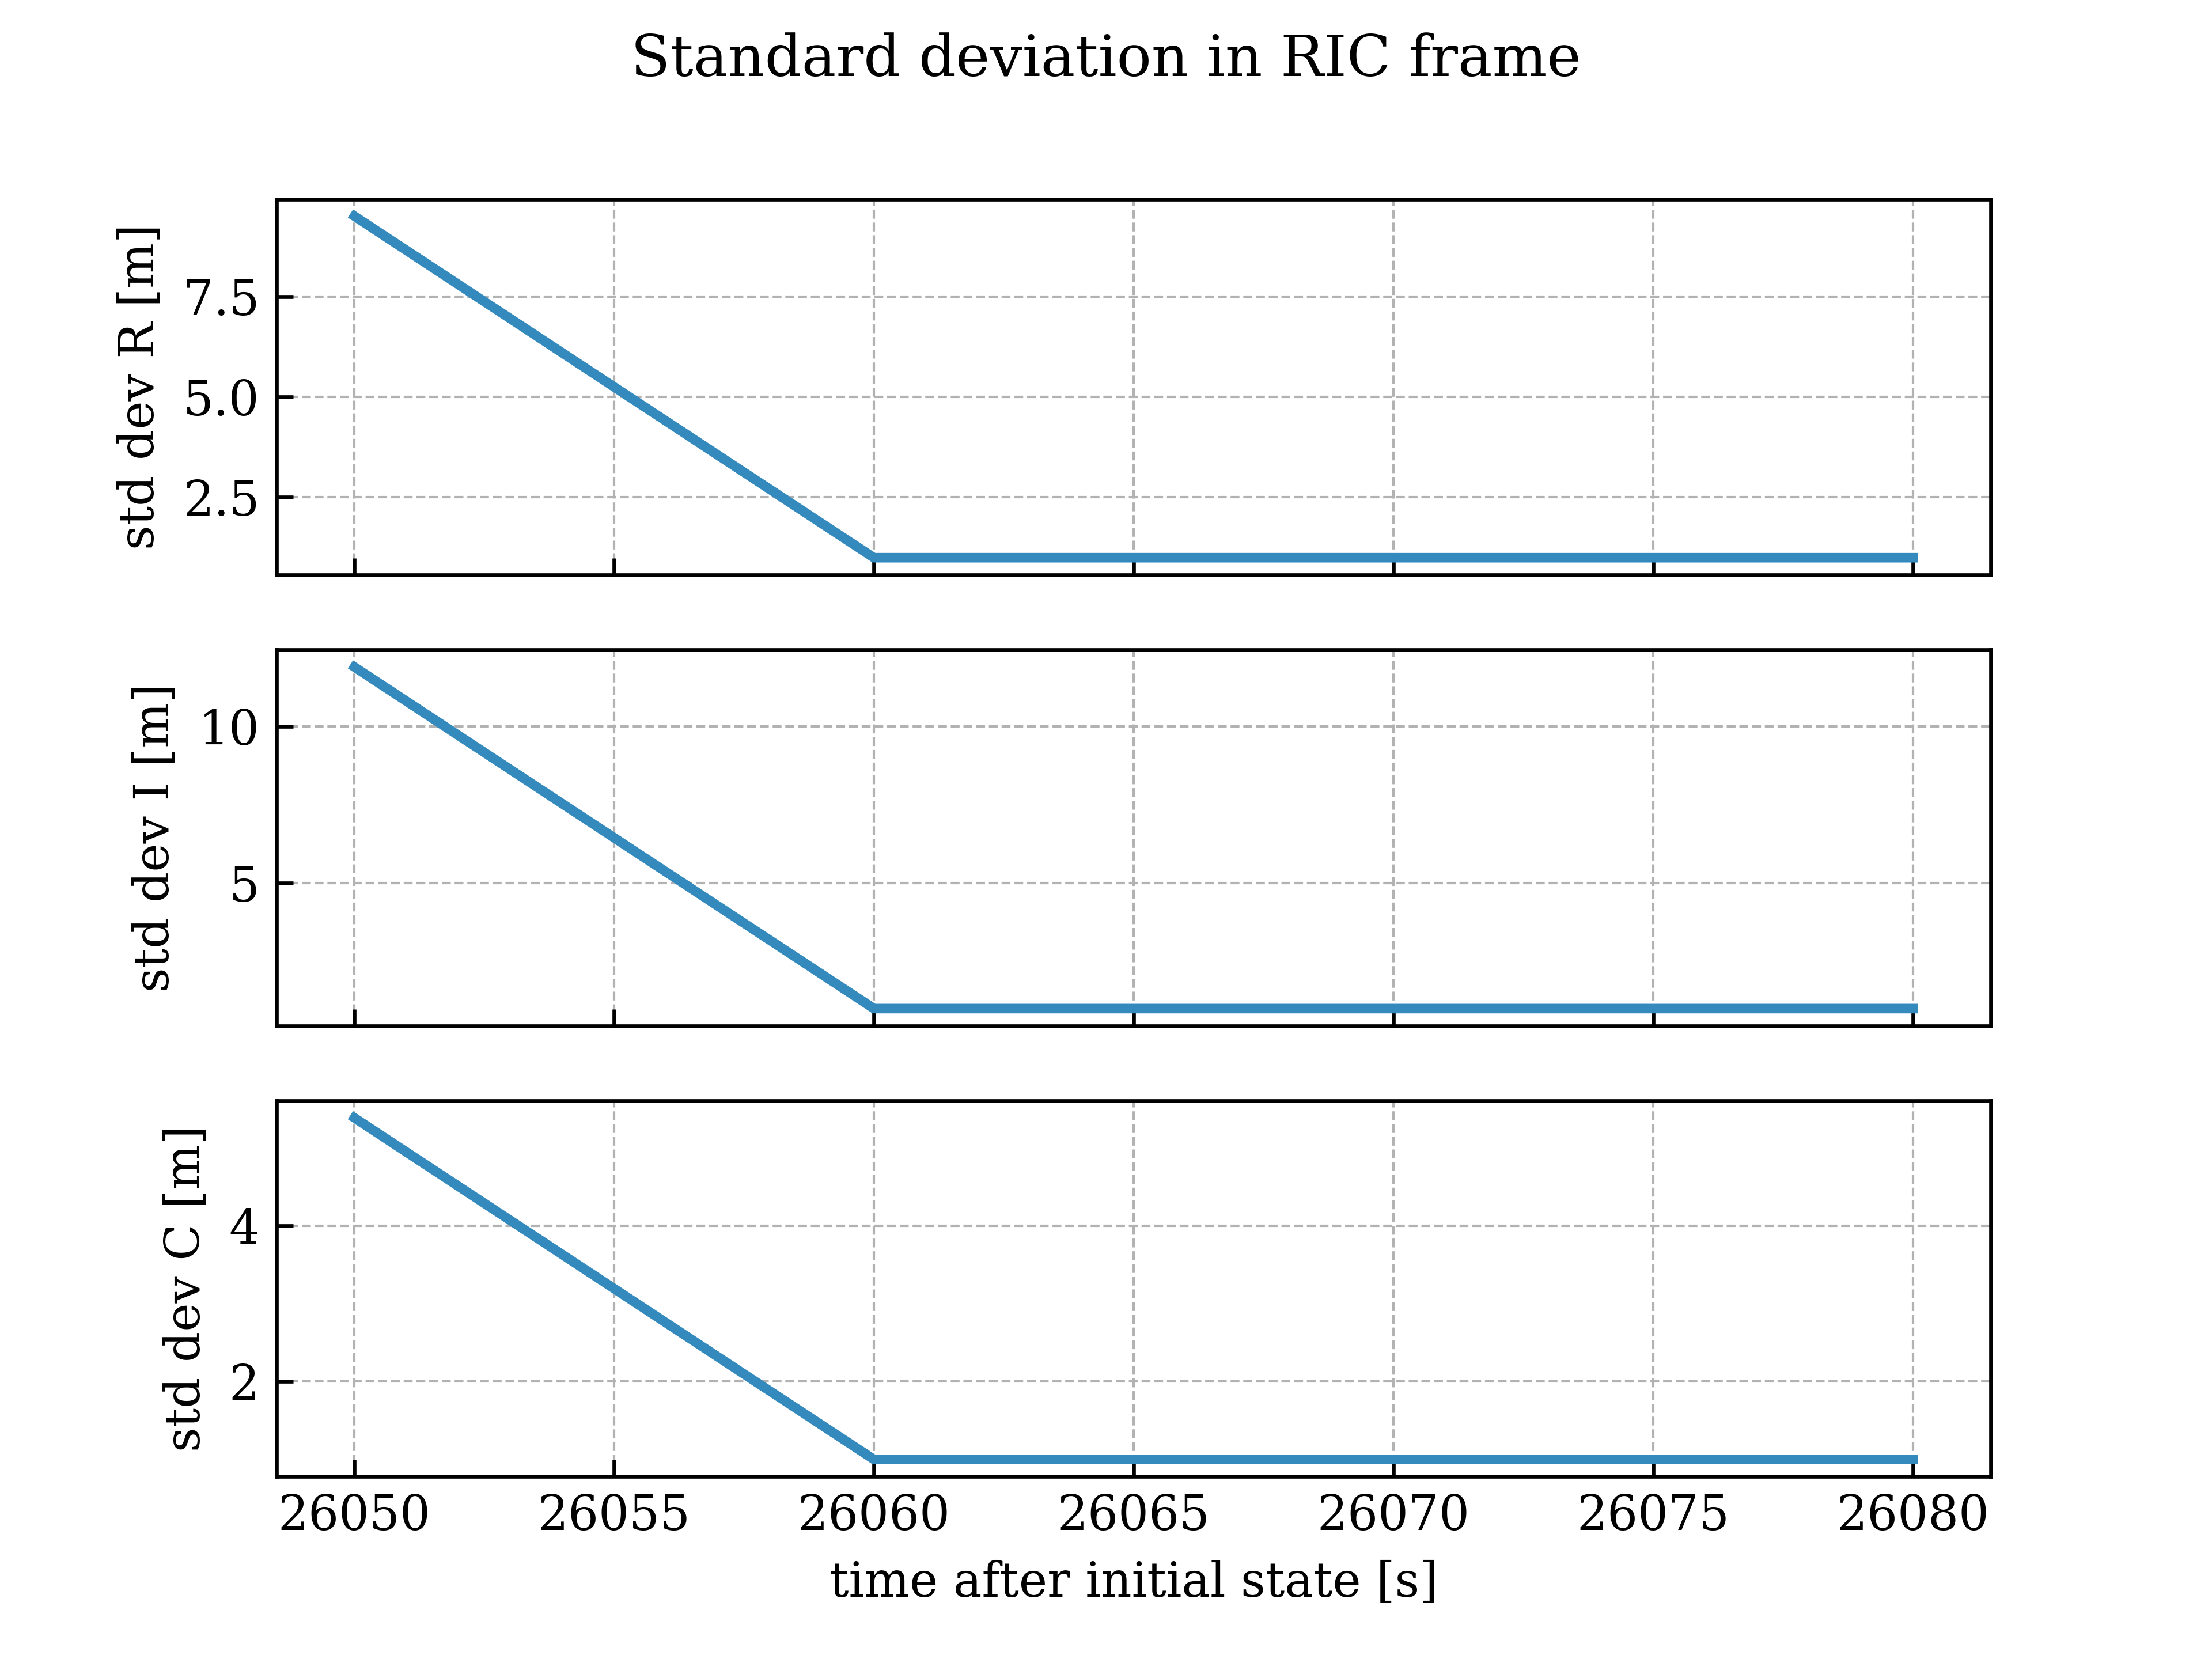 Standard deviation in RIC frame
std dev R [m]
7.5
5.0
2.5
std dev I [m]
10
5
std dev C [m]
4
2
26050 26055 26060 26065 26070 26075 26080
time after initial state [s]